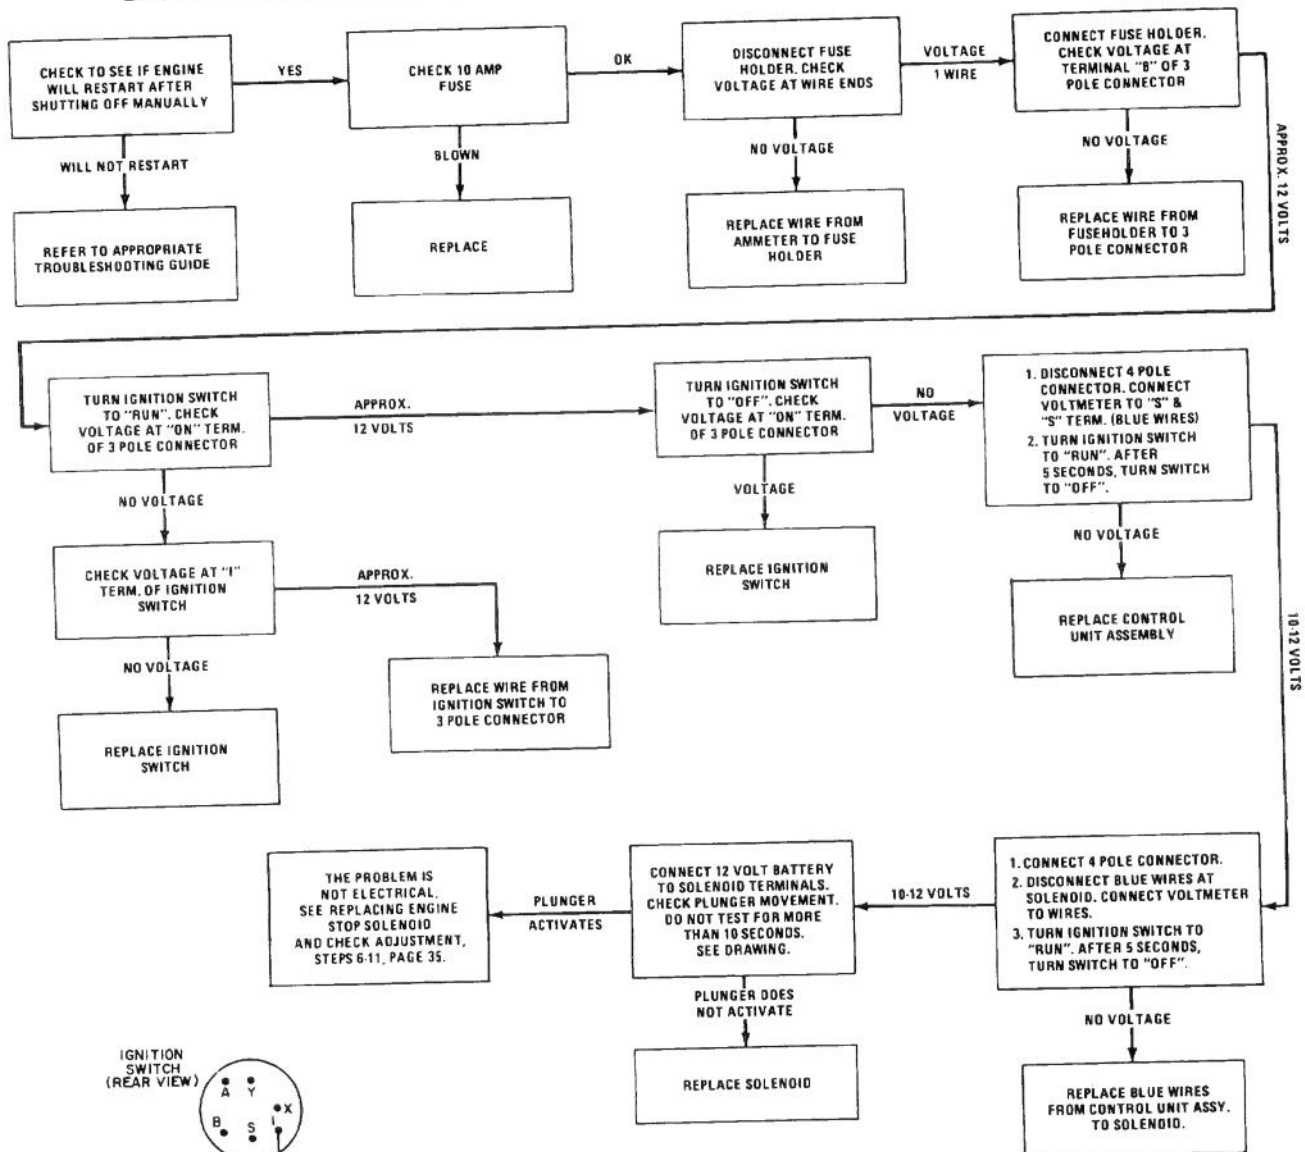 CHECK TO SEE IF ENGINE
WILL RESTART AFTER
SHUTTING OFF MANUALLY
YES
CHECK 10 AMP
FUSE
OK
DISCONNECT FUSE
HOLDER. CHECK
VOLTAGE AT WIRE ENDS
VOLTAGE
1 WIRE
CONNECT FUSE HOLDER.
CHECK VOLTAGE AT
TERMINAL "B" OF 3
POLE CONNECTOR
WILL NOT RESTART
BLOWN
NO VOLTAGE
NO VOLTAGE
APPROX. 12 VOLTS
REFER TO APPROPRIATE
TROUBLESHOOTING GUIDE
REPLACE
REPLACE WIRE FROM
AMMETER TO FUSE
HOLDER
REPLACE WIRE FROM
FUSEHOLDER TO 3
POLE CONNECTOR
TURN IGNITION SWITCH
TO "RUN". CHECK
VOLTAGE AT "ON" TERM.
OF 3 POLE CONNECTOR
APPROX.
12 VOLTS
TURN IGNITION SWITCH
TO "OFF". CHECK
VOLTAGE AT "ON" TERM.
OF 3 POLE CONNECTOR
NO
VOLTAGE
1. DISCONNECT 4 POLE
CONNECTOR. CONNECT
VOLTMETER TO "S" &
"S" TERM. (BLUE WIRES)
2. TURN IGNITION SWITCH
TO "RUN". AFTER
5 SECONDS, TURN SWITCH
TO "OFF".
NO VOLTAGE
VOLTAGE
NO VOLTAGE
10-12 VOLTS
CHECK VOLTAGE AT "I"
TERM. OF IGNITION
SWITCH
APPROX.
12 VOLTS
REPLACE IGNITION
SWITCH
REPLACE CONTROL
UNIT ASSEMBLY
NO VOLTAGE
REPLACE WIRE FROM
IGNITION SWITCH TO
3 POLE CONNECTOR
REPLACE IGNITION
SWITCH
THE PROBLEM IS
NOT ELECTRICAL.
SEE REPLACING ENGINE
STOP SOLENOID
AND CHECK ADJUSTMENT,
STEPS 6-11, PAGE 35.
PLUNGER
ACTIVATES
CONNECT 12 VOLT BATTERY
TO SOLENOID TERMINALS.
CHECK PLUNGER MOVEMENT.
DO NOT TEST FOR MORE
THAN 10 SECONDS.
SEE DRAWING.
10-12 VOLTS
1. CONNECT 4 POLE CONNECTOR.
2. DISCONNECT BLUE WIRES AT
SOLENOID. CONNECT VOLTMETER
TO WIRES.
3. TURN IGNITION SWITCH TO
"RUN". AFTER 5 SECONDS,
TURN SWITCH TO "OFF".
PLUNGER DOES
NOT ACTIVATE
NO VOLTAGE
REPLACE SOLENOID
REPLACE BLUE WIRES
FROM CONTROL UNIT ASSY.
TO SOLENOID.
IGNITION
SWITCH
(REAR VIEW)
A Y
X
B S I